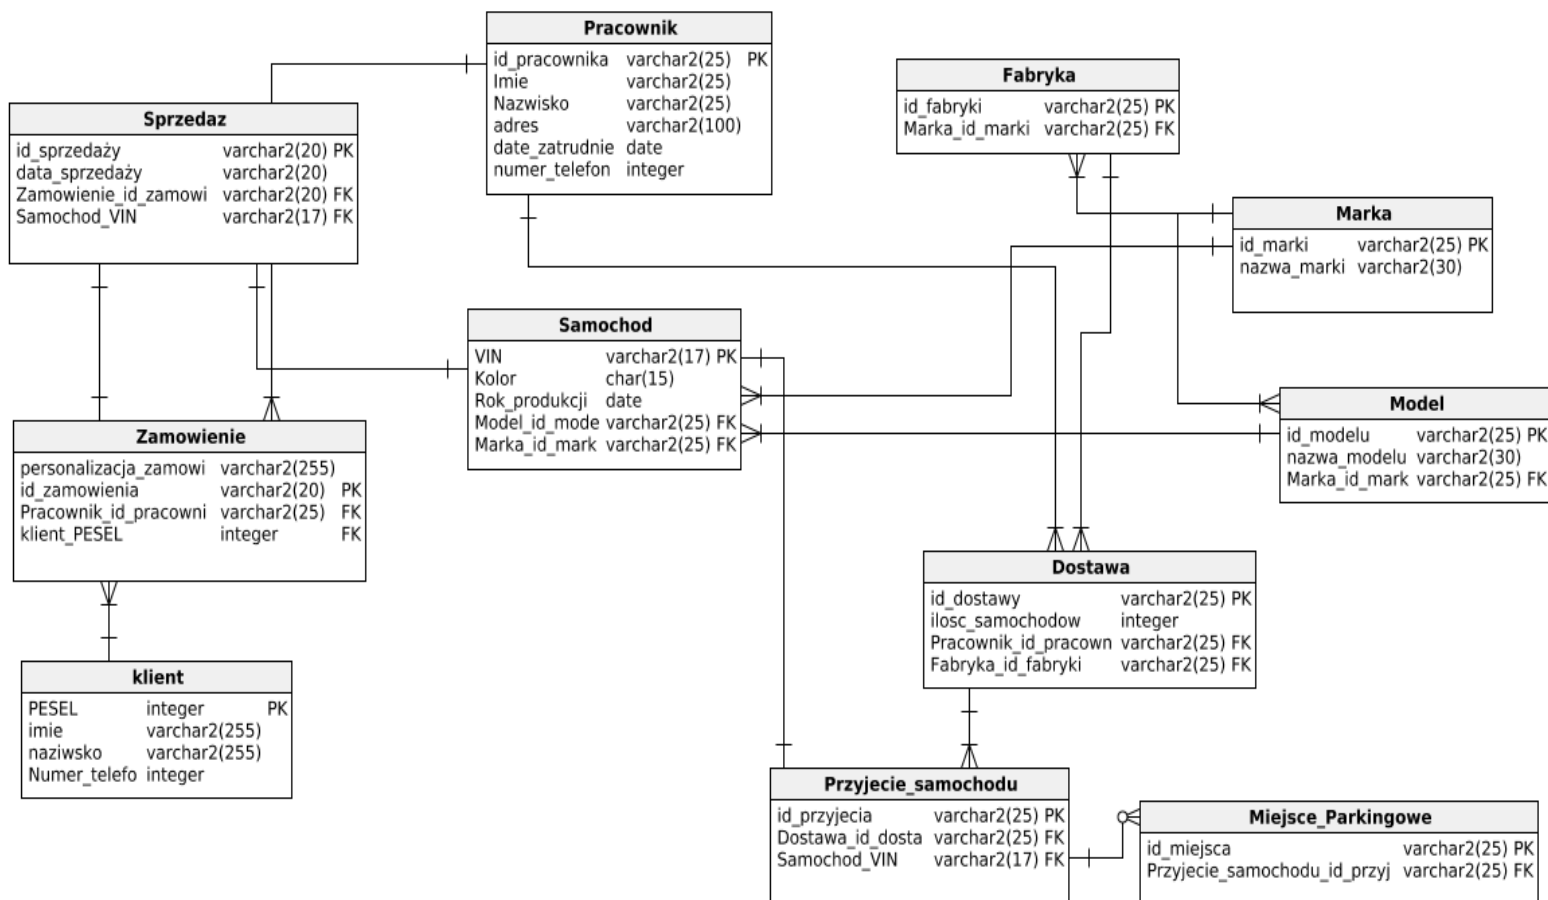 Pracownik
id_pracownika varchar2(25) PK
Imie varchar2(25)
Nazwisko varchar2(25)
adres varchar2(100)
date_zatrudnie date
numer_telefon integer
Fabryka
id_fabryki varchar2(25) PK
Marka_id_marki varchar2(25) FK
Sprzedaz
id_sprzedaży varchar2(20) PK
data_sprzedaży varchar2(20)
Zamowienie_id_zamowi varchar2(20) FK
Samochod_VIN varchar2(17) FK
Marka
id_marki varchar2(25) PK
nazwa_marki varchar2(30)
Samochod
VIN varchar2(17) PK
Kolor char(15)
Rok_produkcji date
Model_id_mode varchar2(25) FK
Marka_id_mark varchar2(25) FK
Model
id_modelu varchar2(25) PK
nazwa_modelu varchar2(30)
Marka_id_mark varchar2(25) FK
Zamowienie
personalizacja_zamowi varchar2(255)
id_zamowienia varchar2(20) PK
Pracownik_id_pracowni varchar2(25) FK
klient_PESEL integer FK
Dostawa
id_dostawy varchar2(25) PK
ilosc_samochodow integer
Pracownik_id_pracown varchar2(25) FK
Fabryka_id_fabryki varchar2(25) FK
klient
PESEL integer PK
imie varchar2(255)
naziwsko varchar2(255)
Numer_telefo integer
Przyjecie_samochodu
id_przyjecia varchar2(25) PK
Dostawa_id_dosta varchar2(25) FK
Samochod_VIN varchar2(17) FK
Miejsce_Parkingowe
id_miejsca varchar2(25) PK
Przyjecie_samochodu_id_przyj varchar2(25) FK